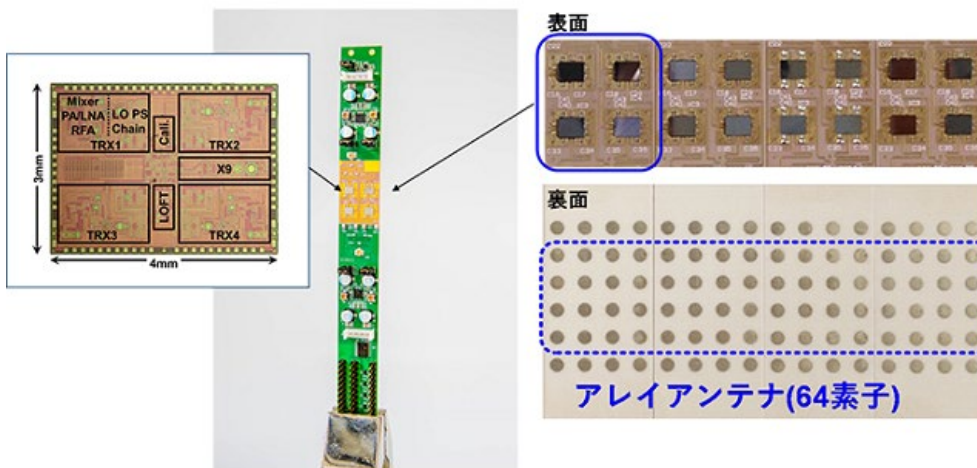 Mixer
PA/LNA
RFA
LO PS
Chain
TRX1
Cali.
TRX2
X9
LOFT
TRX3
TRX4
3mm
4mm
表面
裏面
アレイアンテナ(64素子)